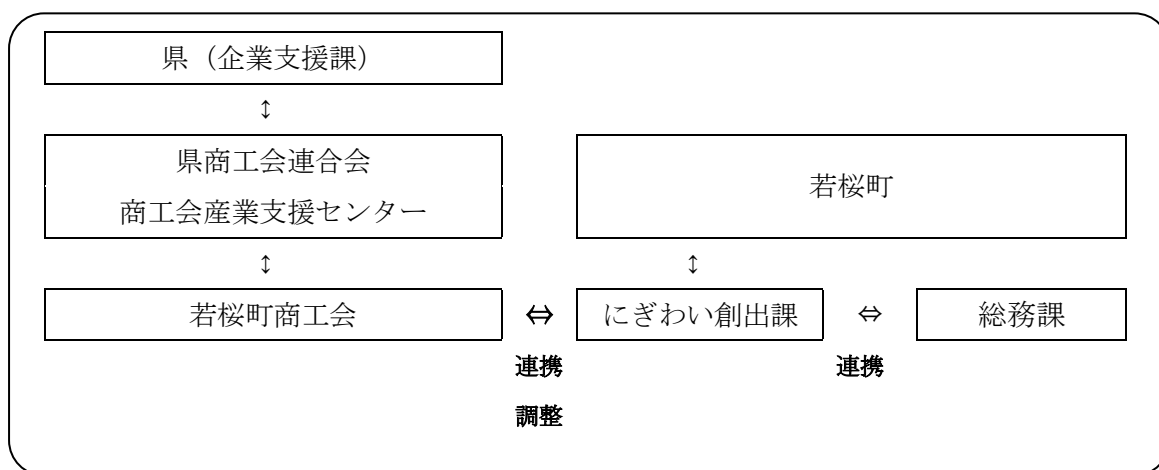 県（企業支援課）
↕
県商工会連合会
商工会産業支援センター
若桜町
↕
↕
若桜町商工会
⇔
にぎわい創出課
⇔
総務課
連携
連携
調整